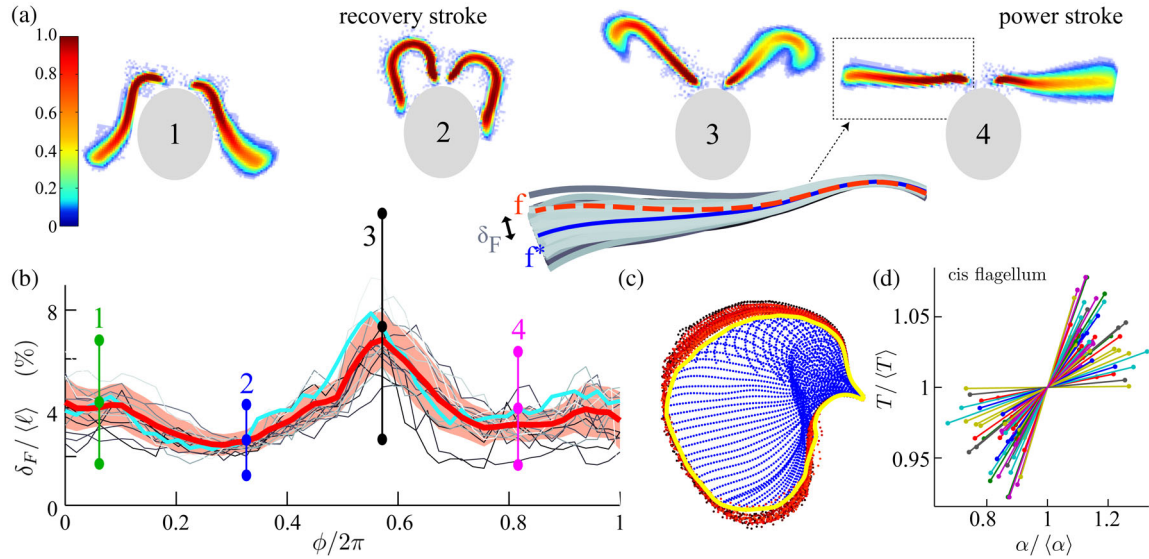 (a)
recovery stroke
power stroke
1.0
0.8
0.6
0.4
0.2
0
1
2
3
4
f
δ_F
f*
(b)
(c)
(d)
8
4
0
δ_F / ⟨ℓ⟩ (%)
1
2
3
4
0
0.2
0.4
0.6
0.8
1
ϕ/2π
cis flagellum
1.05
1
0.95
T / ⟨T⟩
0.8
1
1.2
α/ ⟨α⟩